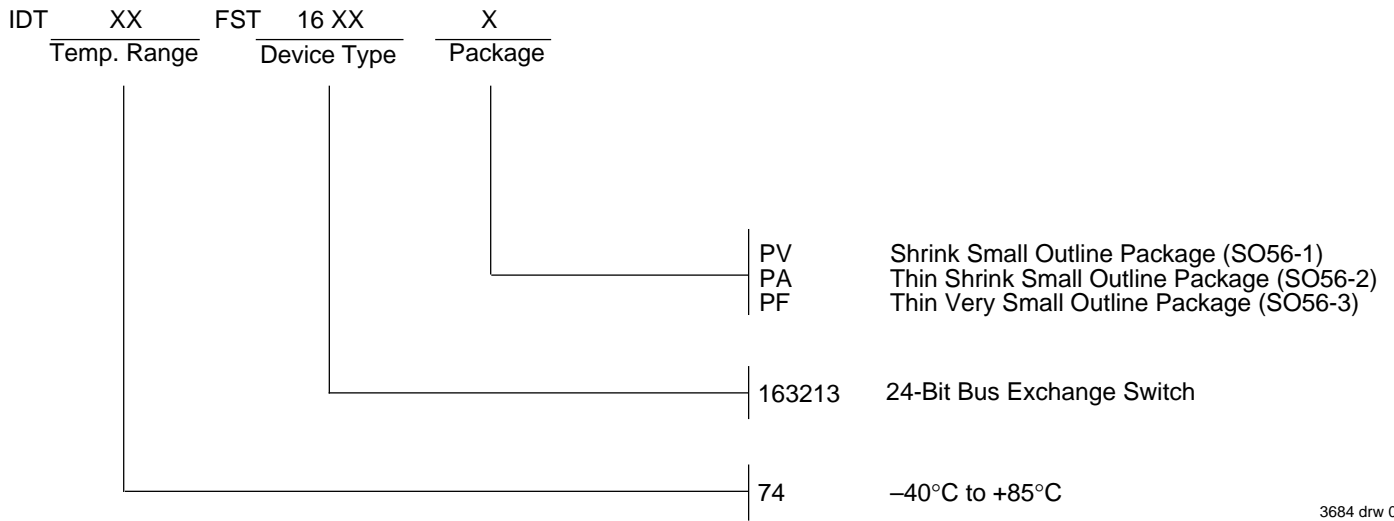 IDT XX FST 16 XX X
Temp. Range Device Type Package
PV Shrink Small Outline Package (SO56-1)
PA Thin Shrink Small Outline Package (SO56-2)
PF Thin Very Small Outline Package (SO56-3)
163213 24-Bit Bus Exchange Switch
74 –40°C to +85°C
3684 drw